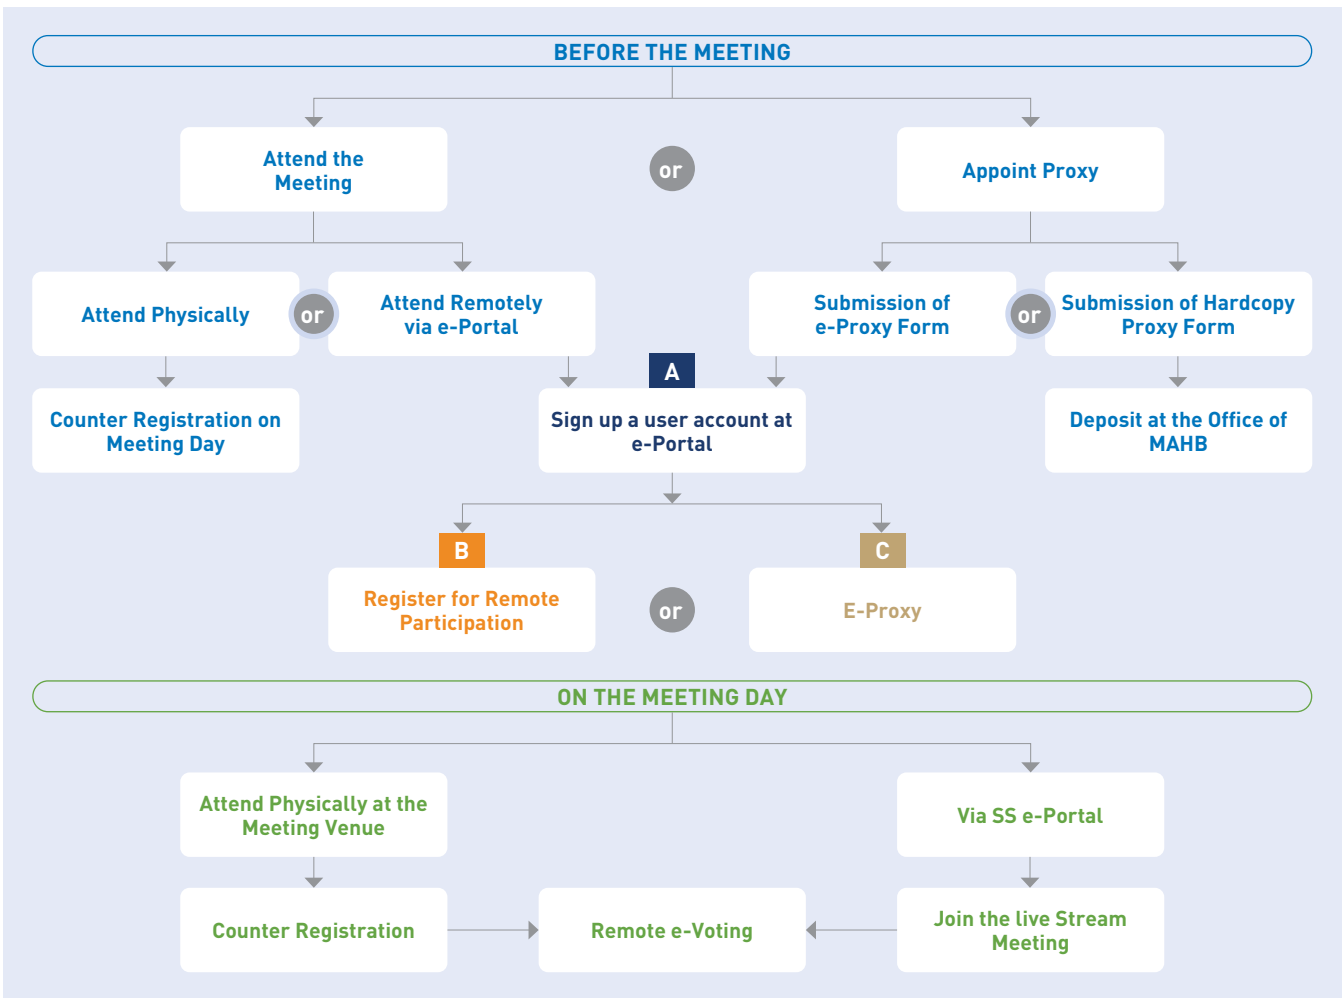 BEFORE THE MEETING
Attend the
Meeting
or
Appoint Proxy
Attend Physically
or
Attend Remotely
via e-Portal
Submission of
e-Proxy Form
or
Submission of Hardcopy
Proxy Form
A
Counter Registration on
Meeting Day
Sign up a user account at
e-Portal
Deposit at the Office of
MAHB
B
C
Register for Remote
Participation
or
E-Proxy
ON THE MEETING DAY
Attend Physically at the
Meeting Venue
Via SS e-Portal
Counter Registration
Remote e-Voting
Join the live Stream
Meeting